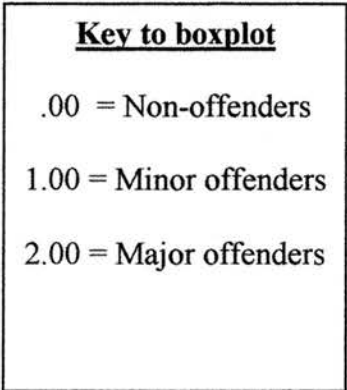 Key to boxplot
.00 = Non-offenders
1.00 = Minor offenders
2.00 = Major offenders